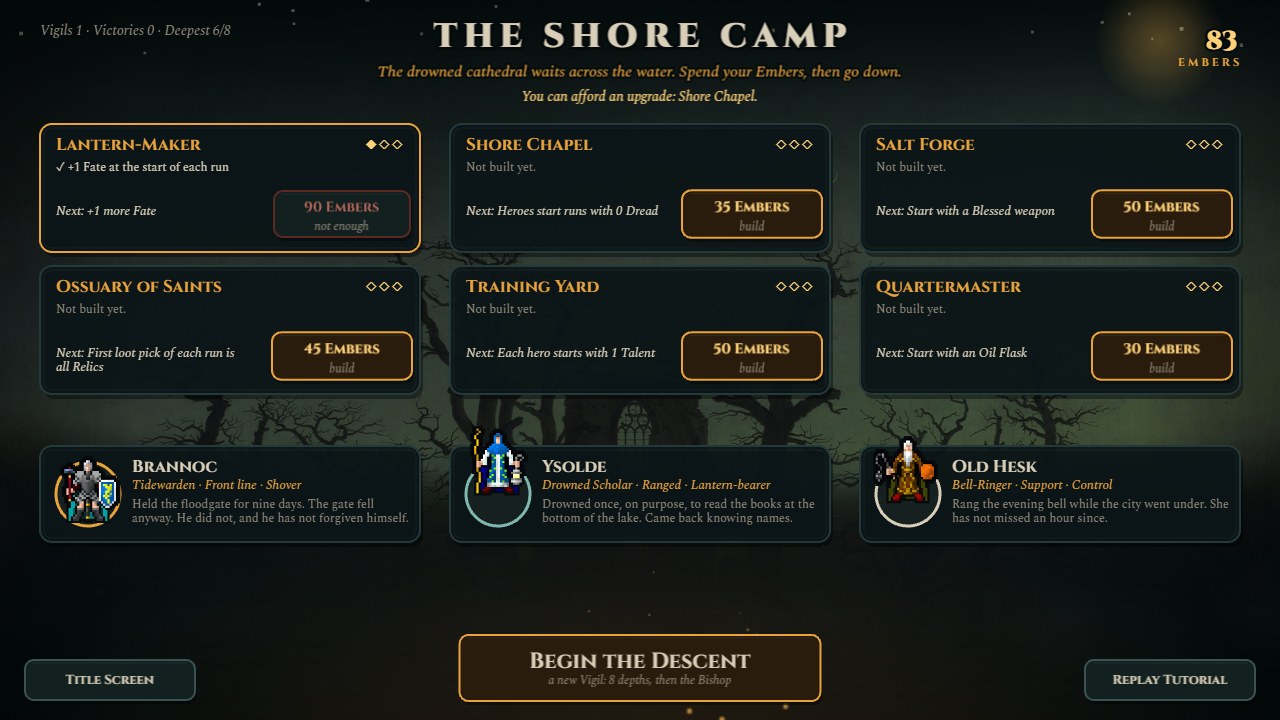 Vigils 1 · Victories 0 · Deepest 6/8
THE SHORE CAMP
83
EMBERS
The drowned cathedral waits across the water. Spend your Embers, then go down.
You can afford an upgrade: Shore Chapel.
Lantern-Maker
✓ +1 Fate at the start of each run
Next: +1 more Fate
90 Embers
not enough
Shore Chapel
Not built yet.
Next: Heroes start runs with 0 Dread
35 Embers
build
Salt Forge
Not built yet.
Next: Start with a Blessed weapon
50 Embers
build
Ossuary of Saints
Not built yet.
Next: First loot pick of each run is
all Relics
45 Embers
build
Training Yard
Not built yet.
Next: Each hero starts with 1 Talent
50 Embers
build
Quartermaster
Not built yet.
Next: Start with an Oil Flask
30 Embers
build
Brannoc
Tidewarden · Front line · Shover
Held the floodgate for nine days. The gate fell
anyway. He did not, and he has not forgiven himself.
Ysolde
Drowned Scholar · Ranged · Lantern-bearer
Drowned once, on purpose, to read the books at the
bottom of the lake. Came back knowing names.
Old Hesk
Bell-Ringer · Support · Control
Rang the evening bell while the city went under. She
has not missed an hour since.
Title Screen
Begin the Descent
a new Vigil: 8 depths, then the Bishop
Replay Tutorial